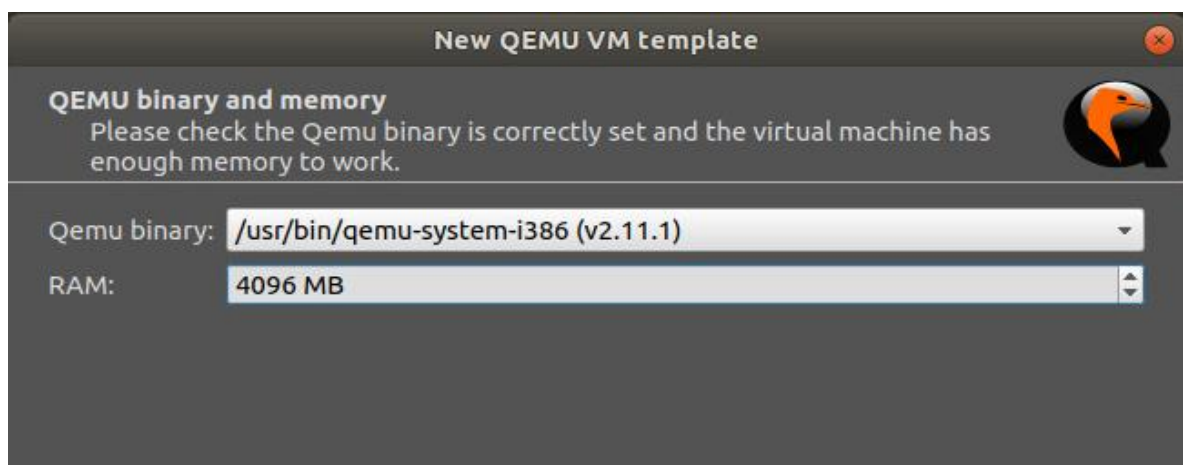 New QEMU VM template
QEMU binary and memory
Please check the Qemu binary is correctly set and the virtual machine has
enough memory to work.
Qemu binary: /usr/bin/qemu-system-i386 (v2.11.1)
RAM: 4096 MB